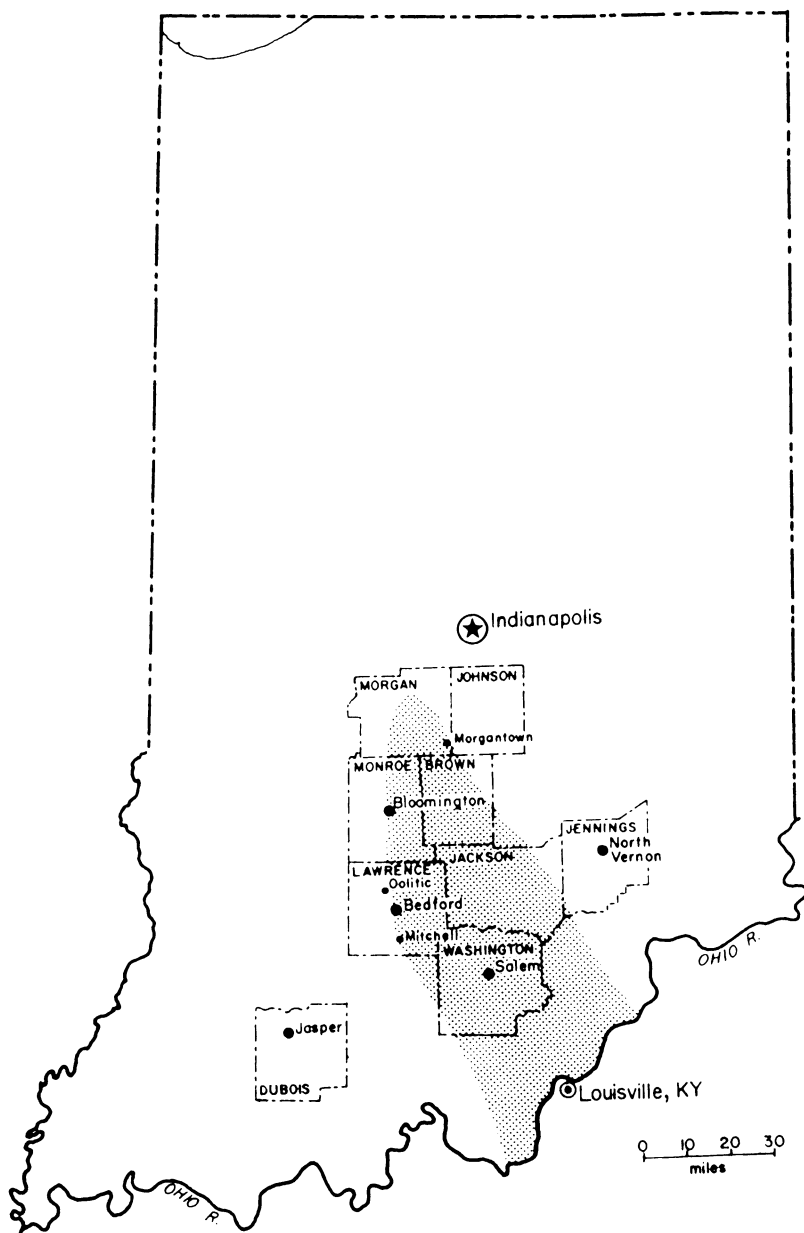 Indianapolis
MORGAN
JOHNSON
Morgantown
MONROE
BROWN
Bloomington
JENNINGS
North
Vernon
JACKSON
LAWRENCE
Oolitic
Bedford
Mitchell
WASHINGTON
Salem
OHIO R.
Jasper
DUBOIS
Louisville, KY
0 10 20 30
miles
OHIO R.